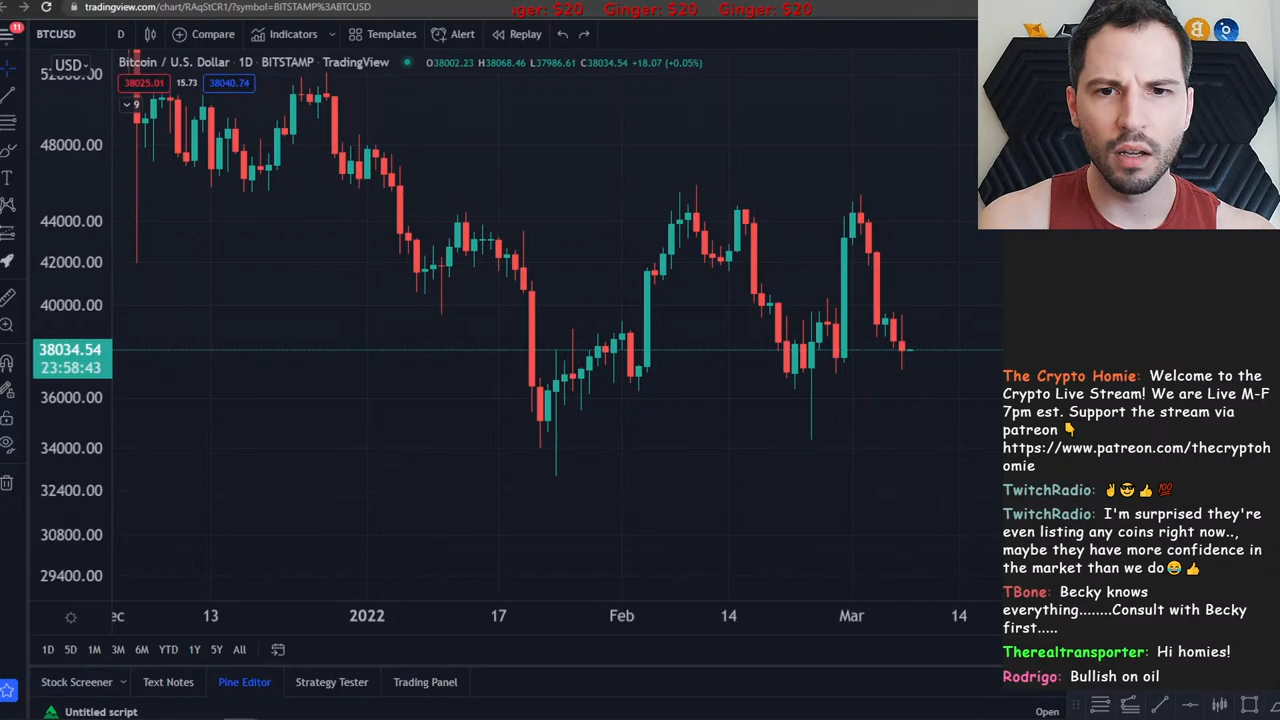 tradingview.com/chart/RAqStCR1/?symbol=BITSTAMP%3ABTCUSD
Ginger: $20 Ginger: $20
11
BTCUSD D Compare Indicators Templates Alert Replay
USD
Bitcoin / U.S. Dollar · 1D · BITSTAMP · TradingView O38002.23 H38068.46 L37986.61 C38034.54 +18.07 (+0.05%)
38025.01 15.73 38040.74
9
48000.00
44000.00
42000.00
40000.00
38034.54
23:58:43
36000.00
34000.00
32400.00
30800.00
29400.00
13 2022 17 Feb 14 Mar 14
1D 5D 1M 3M 6M YTD 1Y 5Y All
Stock Screener Text Notes Pine Editor Strategy Tester Trading Panel
Untitled script
Open
The Crypto Homie: Welcome to the
Crypto Live Stream! We are Live M-F
7pm est. Support the stream via
patreon 👇
https://www.patreon.com/thecryptoh
omie
TwitchRadio: ✌😎👍💯
TwitchRadio: I'm surprised they're
even listing any coins right now..,
maybe they have more confidence in
the market than we do😂👍
TBone: Becky knows
everything........Consult with Becky
first.....
Therealtransporter: Hi homies!
Rodrigo: Bullish on oil